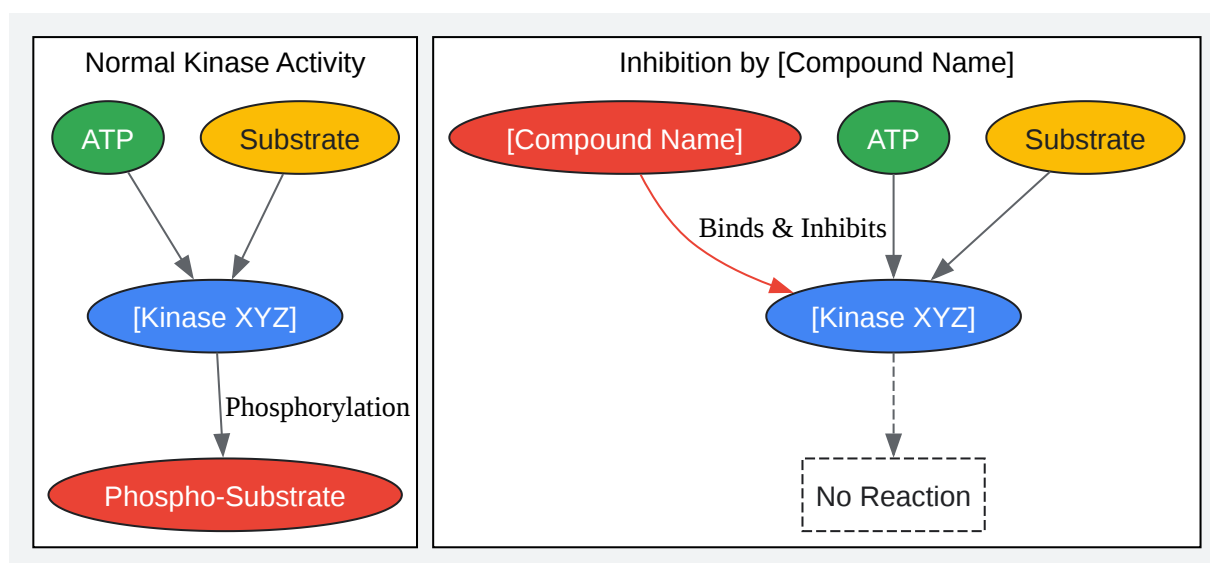 Normal Kinase Activity
ATP
Substrate
[Kinase XYZ]
Phosphorylation
Phospho-Substrate
Inhibition by [Compound Name]
[Compound Name]
ATP
Substrate
Binds & Inhibits
[Kinase XYZ]
No Reaction